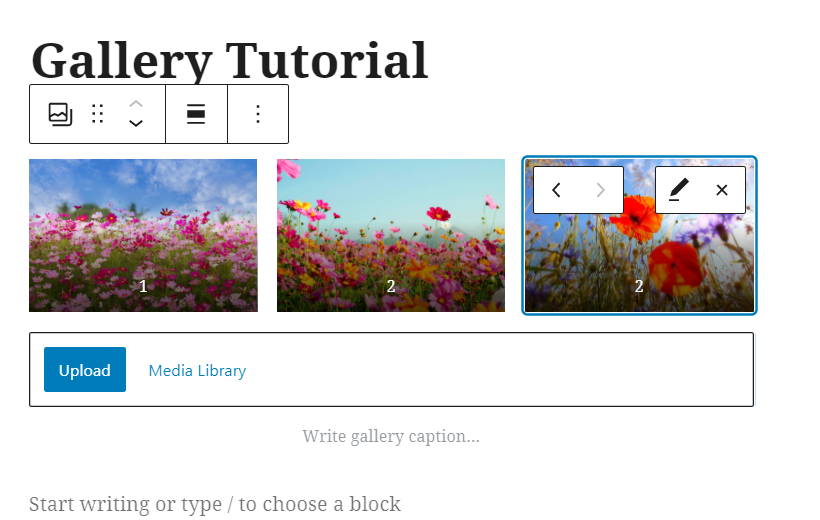 Gallery Tutorial
1
2
2
Upload
Media Library
Write gallery caption...
Start writing or type / to choose a block